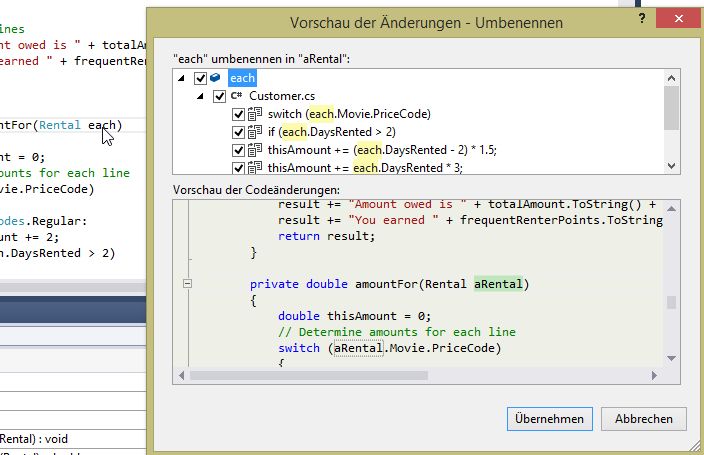 Vorschau der Änderungen - Umbenennen
"each" umbenennen in "aRental":
each
C# Customer.cs
switch (each.Movie.PriceCode)
if (each.DaysRented > 2)
thisAmount += (each.DaysRented - 2) * 1.5;
thisAmount += each.DaysRented * 3;
Vorschau der Codeänderungen:
result += "Amount owed is " + totalAmount.ToString() +
result += "You earned " + frequentRenterPoints.ToString
return result;
}
private double amountFor(Rental aRental)
{
double thisAmount = 0;
// Determine amounts for each line
switch (aRental.Movie.PriceCode)
{
Übernehmen
Abbrechen
ines
nt owed is " + totalAm
earned " + frequentRen
ntFor(Rental each)
nt = 0;
ounts for each line
vie.PriceCode)
odes.Regular:
unt += 2;
h.DaysRented > 2)
Rental) : void